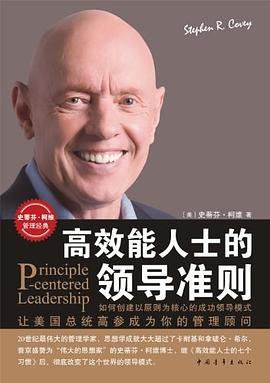 Stephen R. Covey
[美] 史蒂芬·柯维 著
史蒂芬·柯维
管理经典
高效能人士的
领导准则
Principle
-centered
Leadership
如何创建以原则为核心的成功领导模式
让美国总统高参成为你的管理顾问
20世纪最伟大的管理学家、思想学成就大大超过了卡耐基和拿破仑·希尔，
普京盛赞为“伟大的思想家”的史蒂芬·柯维博士，继《高效能人士的七个
习惯》后，彻底改变了这个世界的领导模式。
中国青年出版社